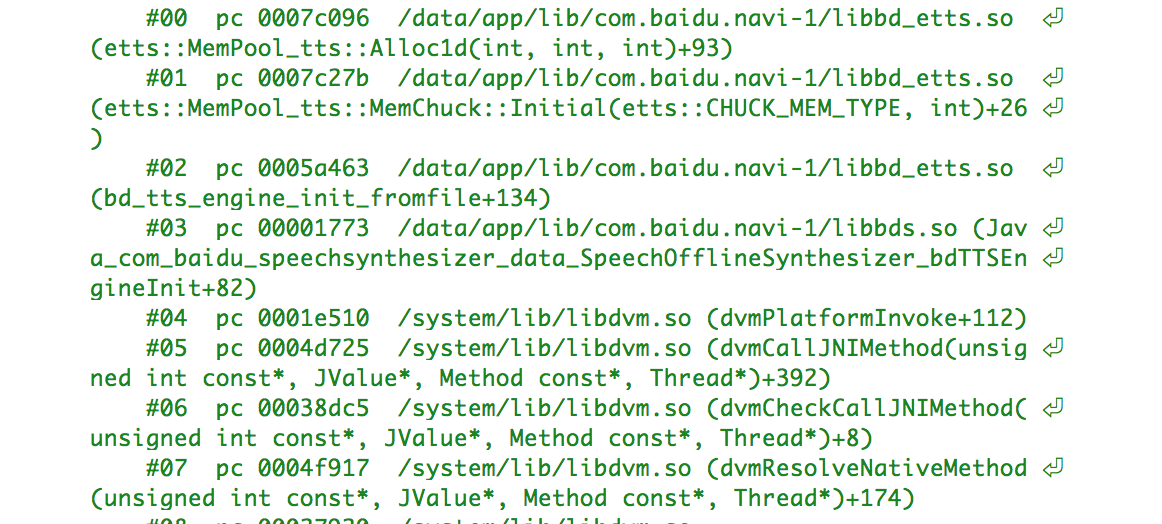 #00  pc 0007c096  /data/app/lib/com.baidu.navi-1/libbd_etts.so
(etts::MemPool_tts::Alloc1d(int, int, int)+93)
#01  pc 0007c27b  /data/app/lib/com.baidu.navi-1/libbd_etts.so
(etts::MemPool_tts::MemChuck::Initial(etts::CHUCK_MEM_TYPE, int)+26
)
#02  pc 0005a463  /data/app/lib/com.baidu.navi-1/libbd_etts.so
(bd_tts_engine_init_fromfile+134)
#03  pc 00001773  /data/app/lib/com.baidu.navi-1/libbds.so (Jav
a_com_baidu_speechsynthesizer_data_SpeechOfflineSynthesizer_bdTTSEn
gineInit+82)
#04  pc 0001e510  /system/lib/libdvm.so (dvmPlatformInvoke+112)
#05  pc 0004d725  /system/lib/libdvm.so (dvmCallJNIMethod(unsig
ned int const*, JValue*, Method const*, Thread*)+392)
#06  pc 00038dc5  /system/lib/libdvm.so (dvmCheckCallJNIMethod(
unsigned int const*, JValue*, Method const*, Thread*)+8)
#07  pc 0004f917  /system/lib/libdvm.so (dvmResolveNativeMethod
(unsigned int const*, JValue*, Method const*, Thread*)+174)